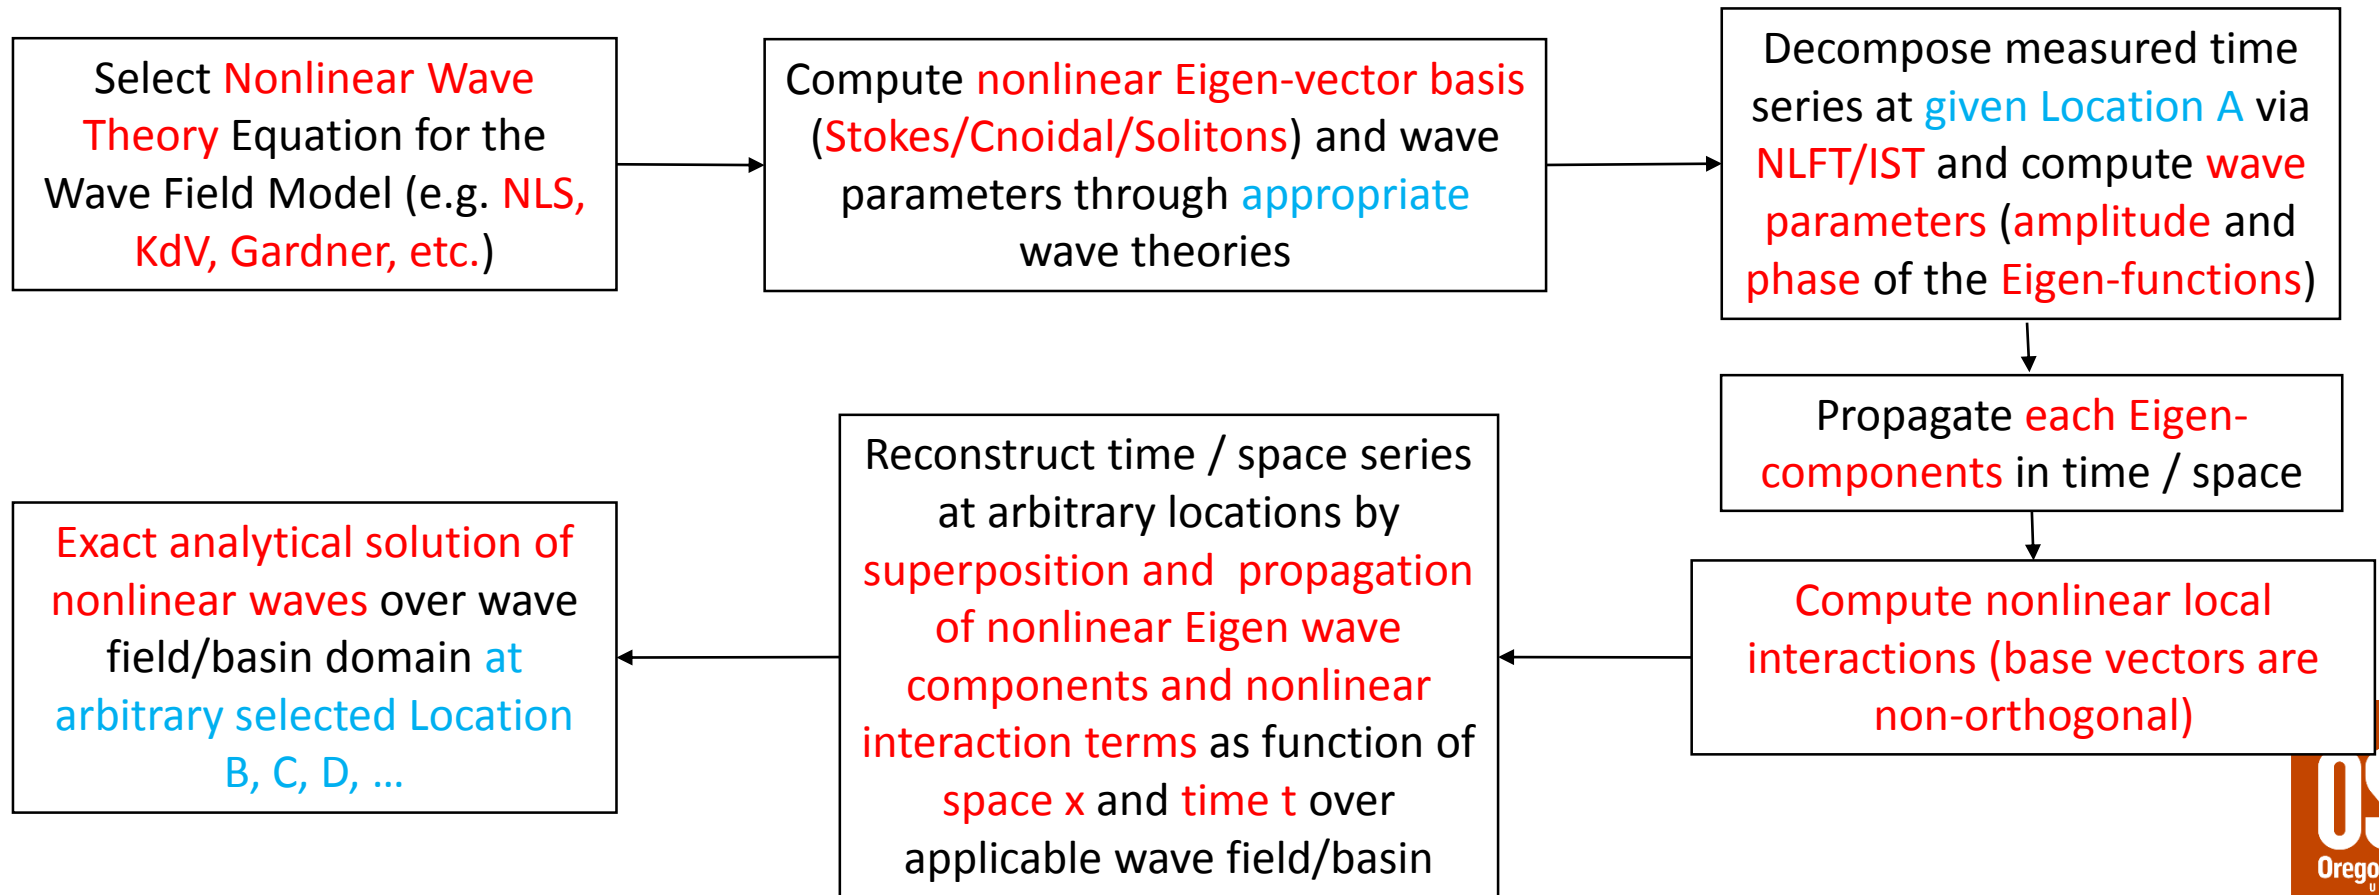 Select Nonlinear Wave
Theory Equation for the
Wave Field Model (e.g. NLS,
KdV, Gardner, etc.)
Compute nonlinear Eigen-vector basis
(Stokes/Cnoidal/Solitons) and wave
parameters through appropriate
wave theories
Decompose measured time
series at given Location A via
NLFT/IST and compute wave
parameters (amplitude and
phase of the Eigen-functions)
Propagate each Eigen-
components in time / space
Compute nonlinear local
interactions (base vectors are
non-orthogonal)
Reconstruct time / space series
at arbitrary locations by
superposition and propagation
of nonlinear Eigen wave
components and nonlinear
interaction terms as function of
space x and time t over
applicable wave field/basin
Exact analytical solution of
nonlinear waves over wave
field/basin domain at
arbitrary selected Location
B, C, D, ...